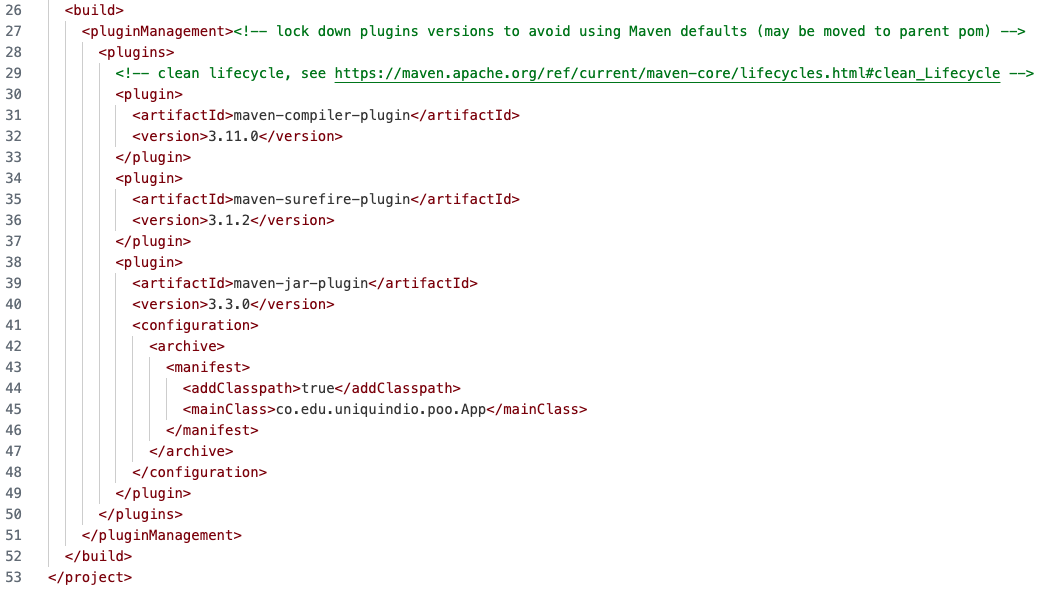 26 <build>
27 <pluginManagement><!-- lock down plugins versions to avoid using Maven defaults (may be moved to parent pom) -->
28 <plugins>
29 <!-- clean lifecycle, see https://maven.apache.org/ref/current/maven-core/lifecycles.html#clean_Lifecycle -->
30 <plugin>
31 <artifactId>maven-compiler-plugin</artifactId>
32 <version>3.11.0</version>
33 </plugin>
34 <plugin>
35 <artifactId>maven-surefire-plugin</artifactId>
36 <version>3.1.2</version>
37 </plugin>
38 <plugin>
39 <artifactId>maven-jar-plugin</artifactId>
40 <version>3.3.0</version>
41 <configuration>
42 <archive>
43 <manifest>
44 <addClasspath>true</addClasspath>
45 <mainClass>co.edu.uniquindio.poo.App</mainClass>
46 </manifest>
47 </archive>
48 </configuration>
49 </plugin>
50 </plugins>
51 </pluginManagement>
52 </build>
53 </project>